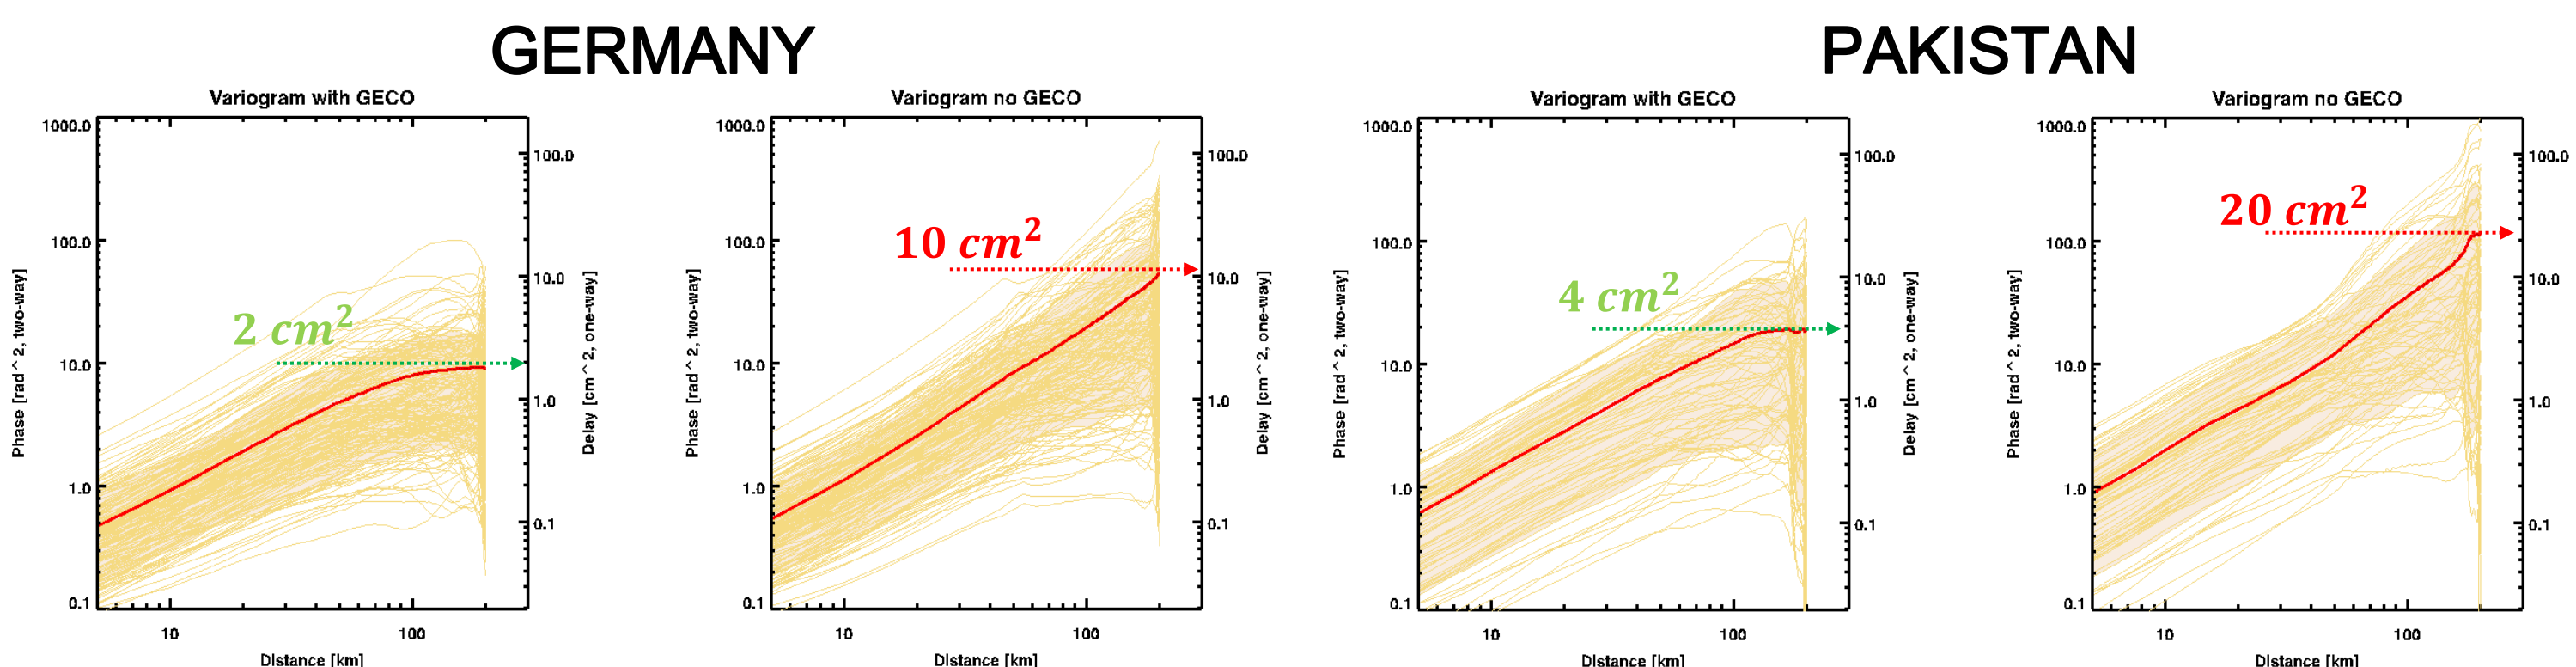 GERMANY
PAKISTAN
Variogram with GECO
Variogram no GECO
Variogram with GECO
Variogram no GECO
Phase [rad^2, two-way]
1000.0
100.0
10.0
1.0
0.1
2 cm²
100.0
10.0
1.0
0.1
Delay [cm^2, one-way]
10
100
Distance [km]
Phase [rad^2, two-way]
1000.0
100.0
10.0
1.0
0.1
10 cm²
100.0
10.0
1.0
0.1
Delay [cm^2, one-way]
10
100
Distance [km]
Phase [rad^2, two-way]
1000.0
100.0
10.0
1.0
0.1
4 cm²
100.0
10.0
1.0
0.1
Delay [cm^2, one-way]
10
100
Distance [km]
Phase [rad^2, two-way]
1000.0
100.0
10.0
1.0
0.1
20 cm²
100.0
10.0
1.0
0.1
10
100
Distance [km]